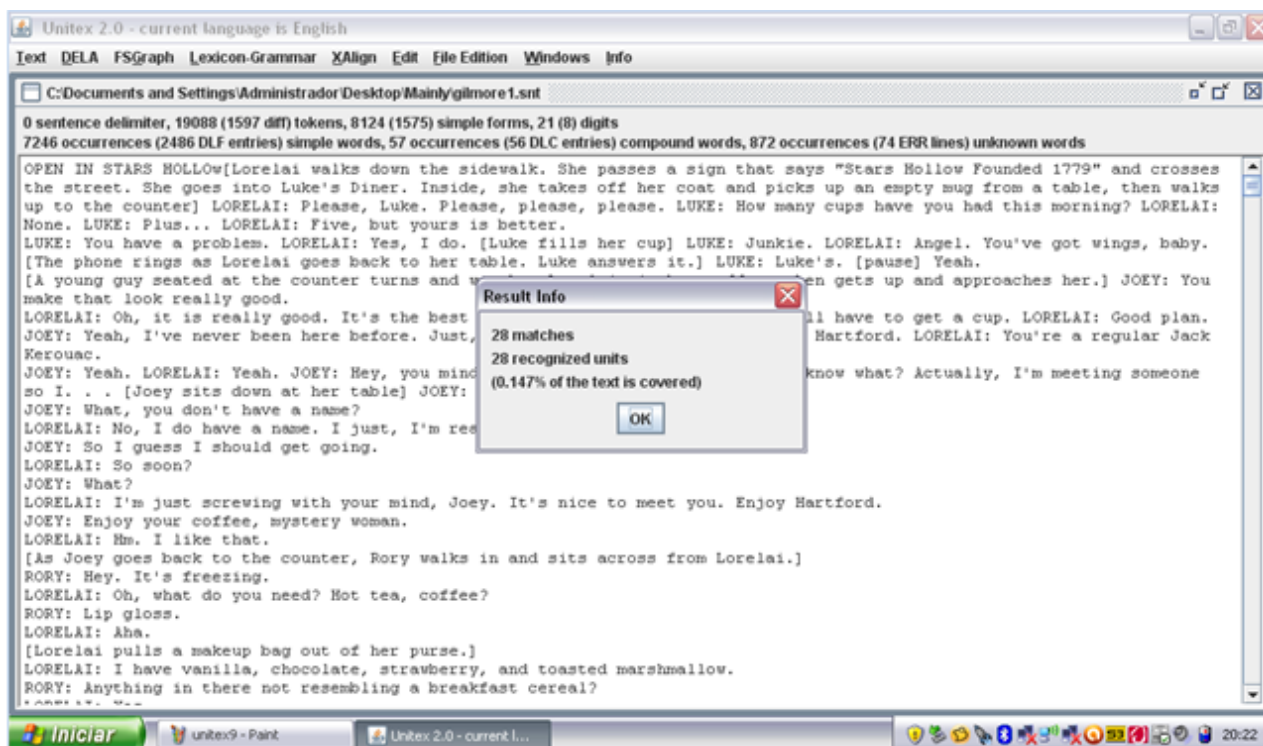 Unitex 2.0 - current language is English
Text DELA FSGraph Lexicon-Grammar XAlign Edit File Edition Windows Info
C:\Documents and Settings\Administrador\Desktop\Mainly\gilmore1.snt
0 sentence delimiter, 19088 (1597 diff) tokens, 8124 (1575) simple forms, 21 (8) digits
7246 occurrences (2486 DLF entries) simple words, 57 occurrences (56 DLC entries) compound words, 872 occurrences (74 ERR lines) unknown words
OPEN IN STARS HOLLOw[Lorelai walks down the sidewalk. She passes a sign that says "Stars Hollow Founded 1779" and crosses
the street. She goes into Luke's Diner. Inside, she takes off her coat and picks up an empty mug from a table, then walks
up to the counter] LORELAI: Please, Luke. Please, please, please. LUKE: How many cups have you had this morning? LORELAI:
None. LUKE: Plus... LORELAI: Five, but yours is better.
LUKE: You have a problem. LORELAI: Yes, I do. [Luke fills her cup] LUKE: Junkie. LORELAI: Angel. You've got wings, baby.
[The phone rings as Lorelai goes back to her table. Luke answers it.] LUKE: Luke's. [pause] Yeah.
[A young guy seated at the counter turns and en gets up and approaches her.] JOEY: You
make that look really good.
LORELAI: Oh, it is really good. It's the best ll have to get a cup. LORELAI: Good plan.
JOEY: Yeah, I've never been here before. Just, Hartford. LORELAI: You're a regular Jack
Kerouac.
JOEY: Yeah. LORELAI: Yeah. JOEY: Hey, you mind know what? Actually, I'm meeting someone
so I. . . [Joey sits down at her table] JOEY:
JOEY: What, you don't have a name?
LORELAI: No, I do have a name. I just, I'm rea
JOEY: So I guess I should get going.
LORELAI: So soon?
JOEY: What?
LORELAI: I'm just screwing with your mind, Joey. It's nice to meet you. Enjoy Hartford.
JOEY: Enjoy your coffee, mystery woman.
LORELAI: Hm. I like that.
[As Joey goes back to the counter, Rory walks in and sits across from Lorelai.]
RORY: Hey. It's freezing.
LORELAI: Oh, what do you need? Hot tea, coffee?
RORY: Lip gloss.
LORELAI: Aha.
[Lorelai pulls a makeup bag out of her purse.]
LORELAI: I have vanilla, chocolate, strawberry, and toasted marshmallow.
RORY: Anything in there not resembling a breakfast cereal?
Result Info
28 matches
28 recognized units
(0.147% of the text is covered)
OK
Iniciar
unitex9 - Paint
Unitex 2.0 - current l...
20:22